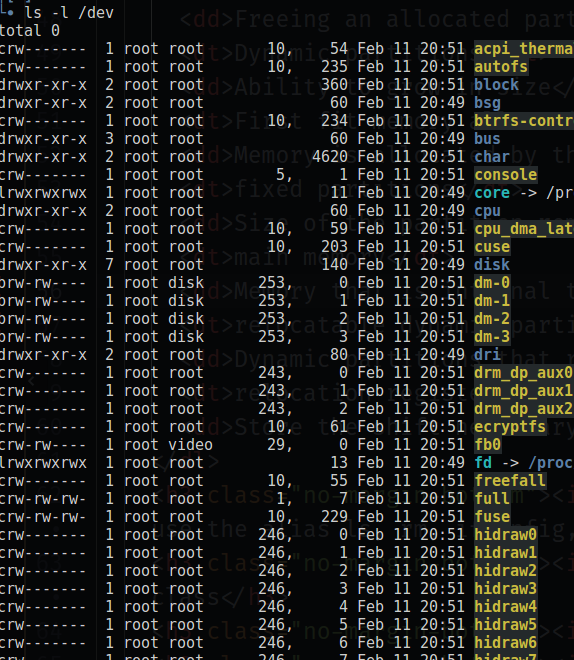 ls -l /dev
total 0
crw------- 1 root root 10, 54 Feb 11 20:51 acpi_therma
crw------- 1 root root 10, 235 Feb 11 20:51 autofs
drwxr-xr-x 2 root root 360 Feb 11 20:51 block
drwxr-xr-x 2 root root 60 Feb 11 20:49 bsg
crw------- 1 root root 10, 234 Feb 11 20:51 btrfs-contr
drwxr-xr-x 3 root root 60 Feb 11 20:49 bus
drwxr-xr-x 2 root root 4620 Feb 11 20:51 char
crw------- 1 root root 5, 1 Feb 11 20:51 console
lrwxrwxrwx 1 root root 11 Feb 11 20:49 core -> /pr
drwxr-xr-x 2 root root 60 Feb 11 20:49 cpu
crw------- 1 root root 10, 59 Feb 11 20:51 cpu_dma_lat
crw------- 1 root root 10, 203 Feb 11 20:51 cuse
drwxr-xr-x 7 root root 140 Feb 11 20:49 disk
brw-rw---- 1 root disk 253, 0 Feb 11 20:51 dm-0
brw-rw---- 1 root disk 253, 1 Feb 11 20:51 dm-1
brw-rw---- 1 root disk 253, 2 Feb 11 20:51 dm-2
brw-rw---- 1 root disk 253, 3 Feb 11 20:51 dm-3
drwxr-xr-x 2 root root 80 Feb 11 20:49 dri
crw------- 1 root root 243, 0 Feb 11 20:51 drm_dp_aux0
crw------- 1 root root 243, 1 Feb 11 20:51 drm_dp_aux1
crw------- 1 root root 243, 2 Feb 11 20:51 drm_dp_aux2
crw------- 1 root root 10, 61 Feb 11 20:51 ecryptfs
crw-rw---- 1 root video 29, 0 Feb 11 20:51 fb0
lrwxrwxrwx 1 root root 13 Feb 11 20:49 fd -> /proc
crw------- 1 root root 10, 55 Feb 11 20:51 freefall
crw-rw-rw- 1 root root 1, 7 Feb 11 20:51 full
crw-rw-rw- 1 root root 10, 229 Feb 11 20:51 fuse
crw------- 1 root root 246, 0 Feb 11 20:51 hidraw0
crw------- 1 root root 246, 1 Feb 11 20:51 hidraw1
crw------- 1 root root 246, 2 Feb 11 20:51 hidraw2
crw------- 1 root root 246, 3 Feb 11 20:51 hidraw3
crw------- 1 root root 246, 4 Feb 11 20:51 hidraw4
crw------- 1 root root 246, 5 Feb 11 20:51 hidraw5
crw------- 1 root root 246, 6 Feb 11 20:51 hidraw6
crw------- 1 root root 246, 7 Feb 11 20:51 hidraw7